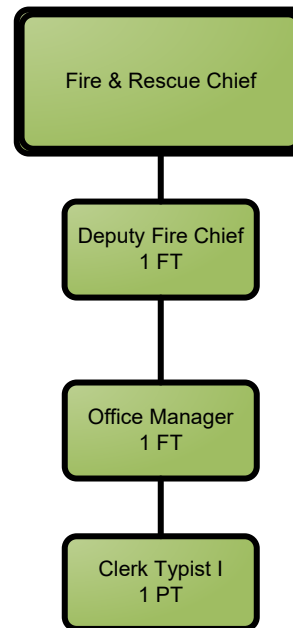 Fire & Rescue Chief
Deputy Fire Chief
1 FT
Office Manager
1 FT
Clerk Typist I
1 PT